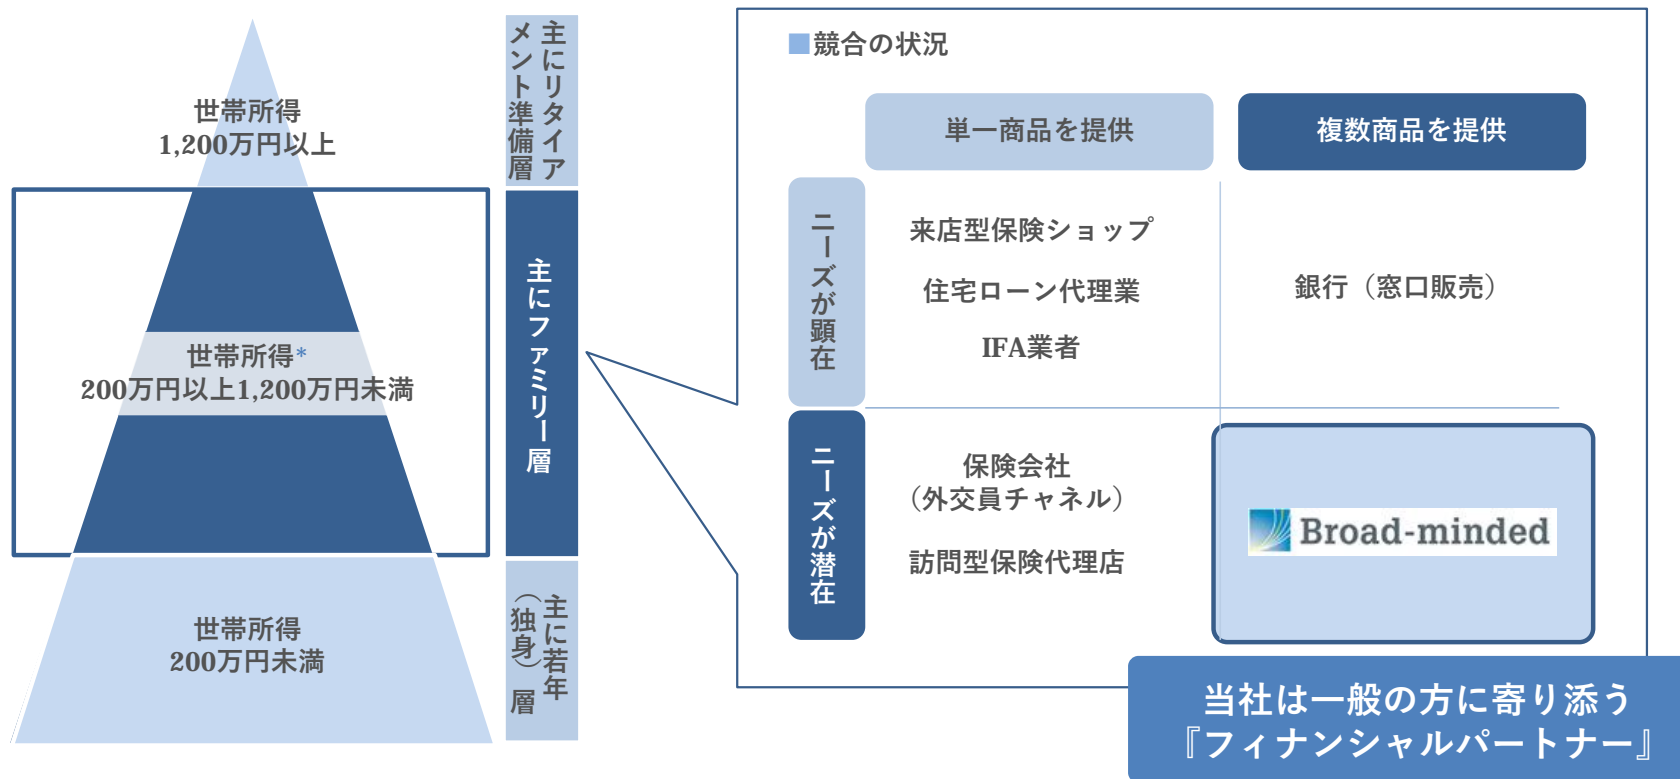 世帯所得
1,200万円以上
世帯所得*
200万円以上1,200万円未満
世帯所得
200万円未満
主にリタイア
メント準備層
主にファミリー層
主に若年
（独身）層
■競合の状況
単一商品を提供
複数商品を提供
ニーズが顕在
来店型保険ショップ
住宅ローン代理業
IFA業者
銀行（窓口販売）
ニーズが潜在
保険会社
（外交員チャネル）
訪問型保険代理店
Broad-minded
当社は一般の方に寄り添う
『フィナンシャルパートナー』